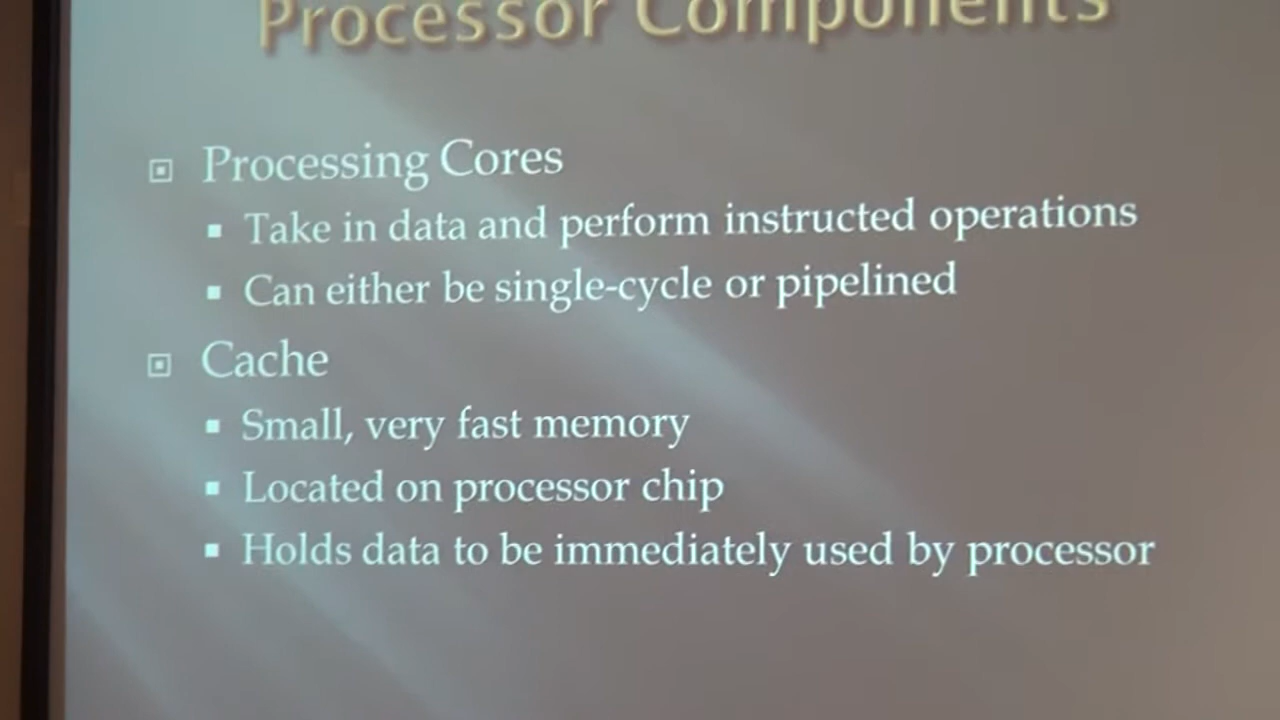 Processor Components
Processing Cores
Take in data and perform instructed operations
Can either be single-cycle or pipelined
Cache
Small, very fast memory
Located on processor chip
Holds data to be immediately used by processor